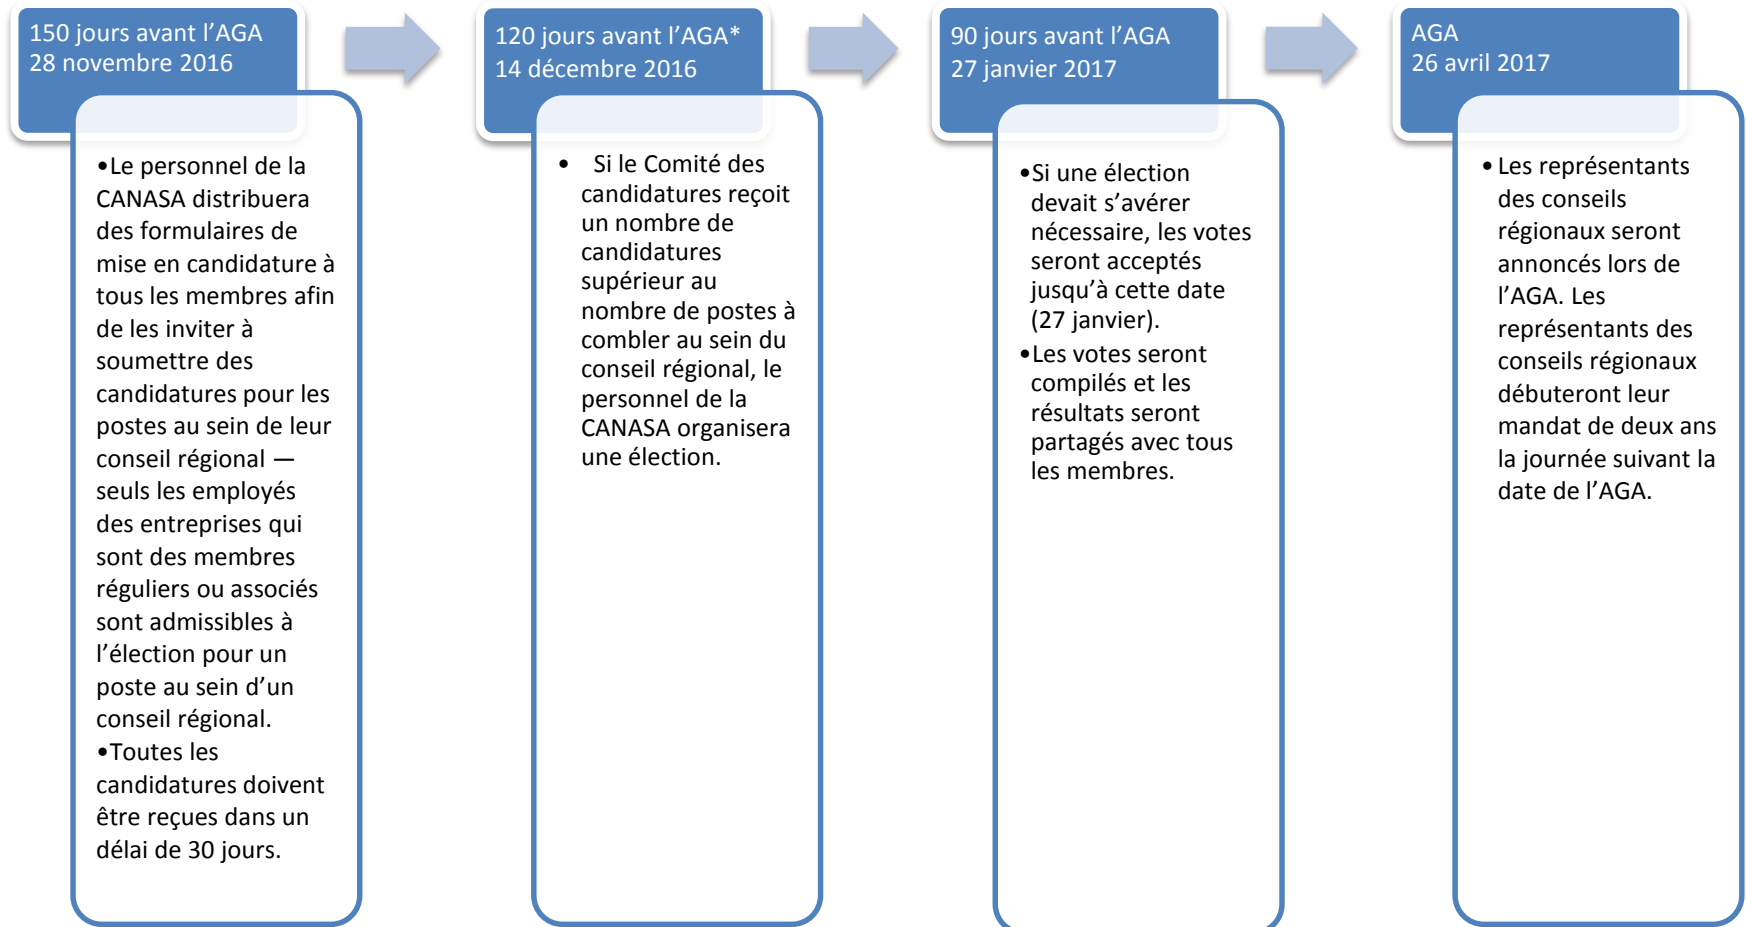 150 jours avant l’AGA
28 novembre 2016
•Le personnel de la
CANASA distribuera
des formulaires de
mise en candidature à
tous les membres afin
de les inviter à
soumettre des
candidatures pour les
postes au sein de leur
conseil régional —
seuls les employés
des entreprises qui
sont des membres
réguliers ou associés
sont admissibles à
l’élection pour un
poste au sein d’un
conseil régional.
•Toutes les
candidatures doivent
être reçues dans un
délai de 30 jours.
120 jours avant l’AGA*
14 décembre 2016
• Si le Comité des
candidatures reçoit
un nombre de
candidatures
supérieur au
nombre de postes à
combler au sein du
conseil régional, le
personnel de la
CANASA organisera
une élection.
90 jours avant l’AGA
27 janvier 2017
•Si une élection
devait s’avérer
nécessaire, les votes
seront acceptés
jusqu’à cette date
(27 janvier).
•Les votes seront
compilés et les
résultats seront
partagés avec tous
les membres.
AGA
26 avril 2017
•Les représentants
des conseils
régionaux seront
annoncés lors de
l’AGA. Les
représentants des
conseils régionaux
débuteront leur
mandat de deux ans
la journée suivant la
date de l’AGA.